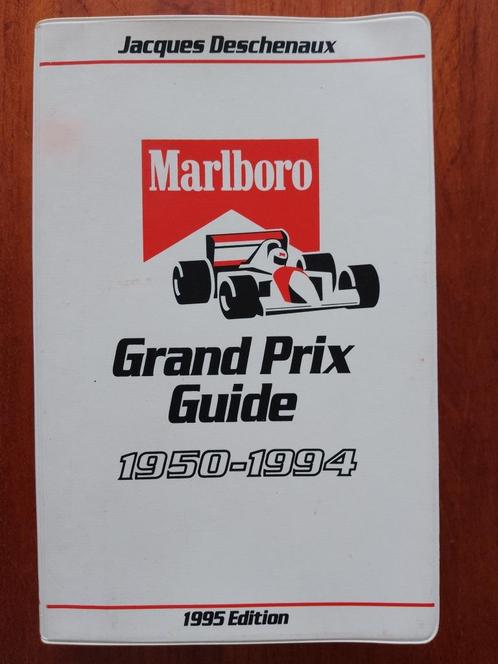 Jacques Deschenaux
Marlboro
Grand Prix
Guide
1950-1994
1995 Edition